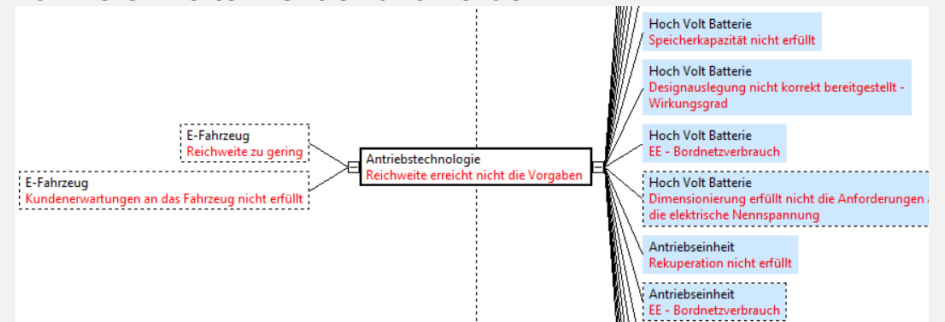 E-Fahrzeug
Reichweite zu gering
E-Fahrzeug
Kundenerwartungen an das Fahrzeug nicht erfüllt
Antriebstechnologie
Reichweite erreicht nicht die Vorgaben
Hoch Volt Batterie
Speicherkapazität nicht erfüllt
Hoch Volt Batterie
Designauslegung nicht korrekt bereitgestellt -
Wirkungsgrad
Hoch Volt Batterie
EE - Bordnetzverbrauch
Hoch Volt Batterie
Dimensionierung erfüllt nicht die Anforderungen
die elektrische Nennspannung
Antriebseinheit
Rekuperation nicht erfüllt
Antriebseinheit
EE - Bordnetzverbrauch